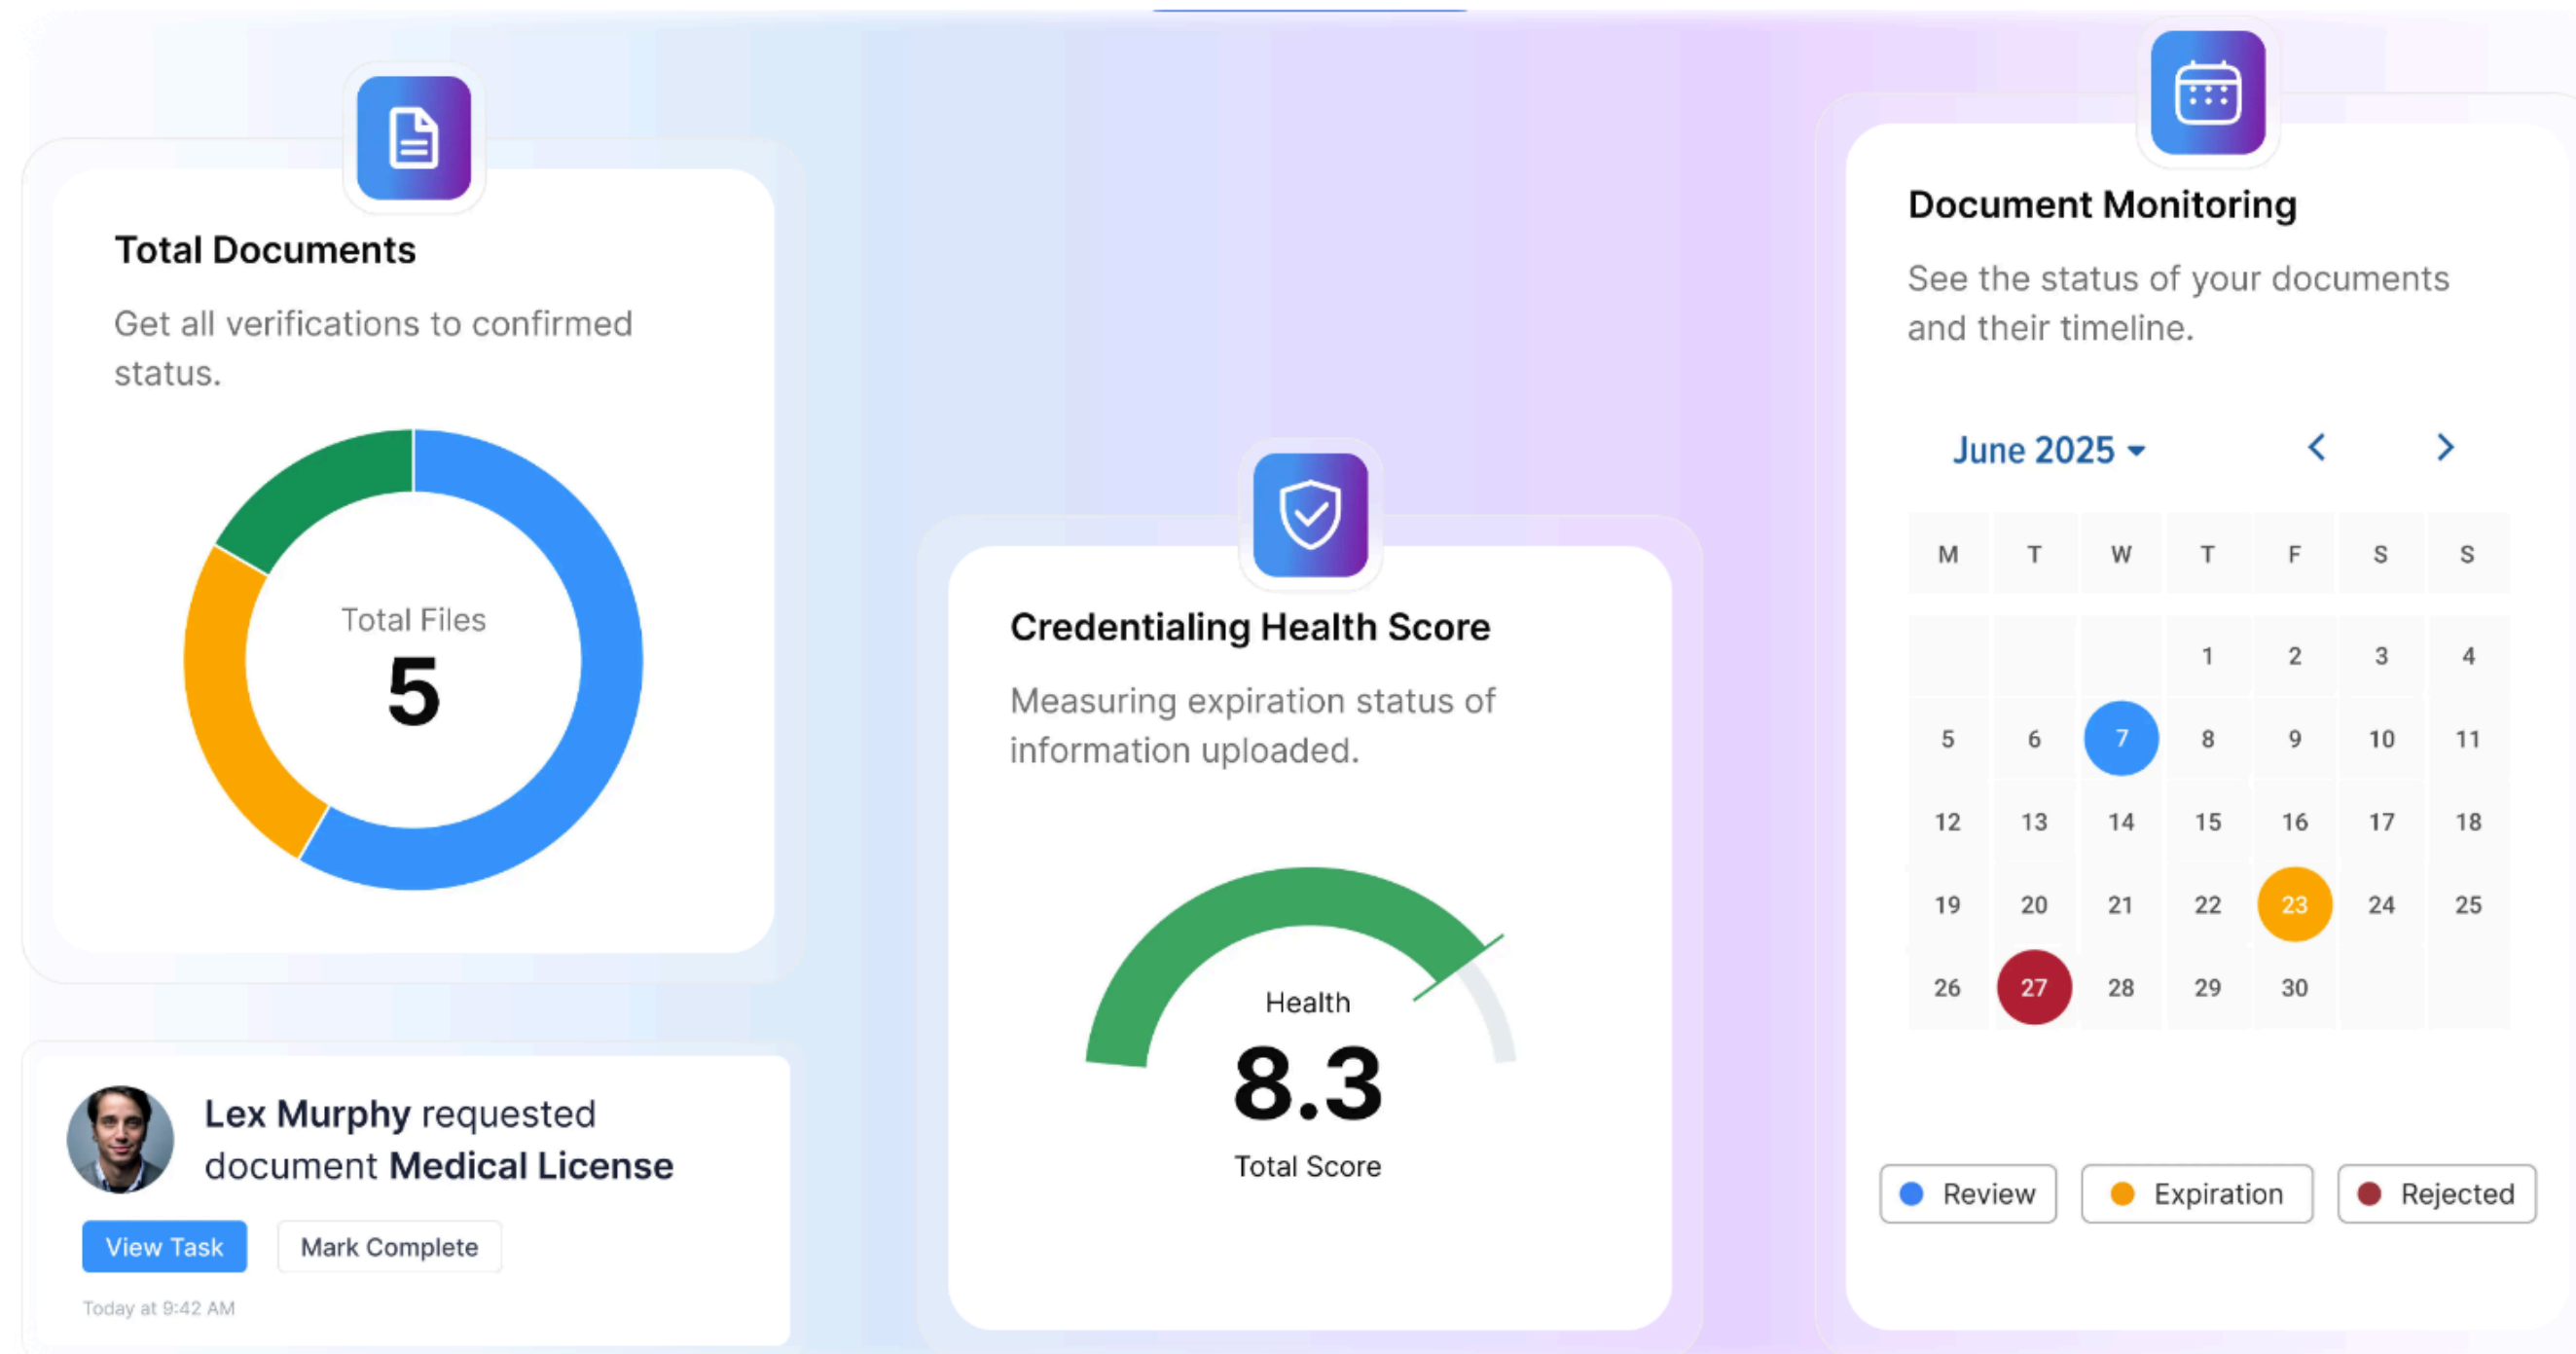 Total Documents
Get all verifications to confirmed
status.
Total Files
5
Lex Murphy requested
document Medical License
View Task
Mark Complete
Today at 9:42 AM
Credentialing Health Score
Measuring expiration status of
information uploaded.
Health
8.3
Total Score
Document Monitoring
See the status of your documents
and their timeline.
June 2025
M T W T F S S
1 2 3 4
5 6 7 8 9 10 11
12 13 14 15 16 17 18
19 20 21 22 23 24 25
26 27 28 29 30
Review
Expiration
Rejected